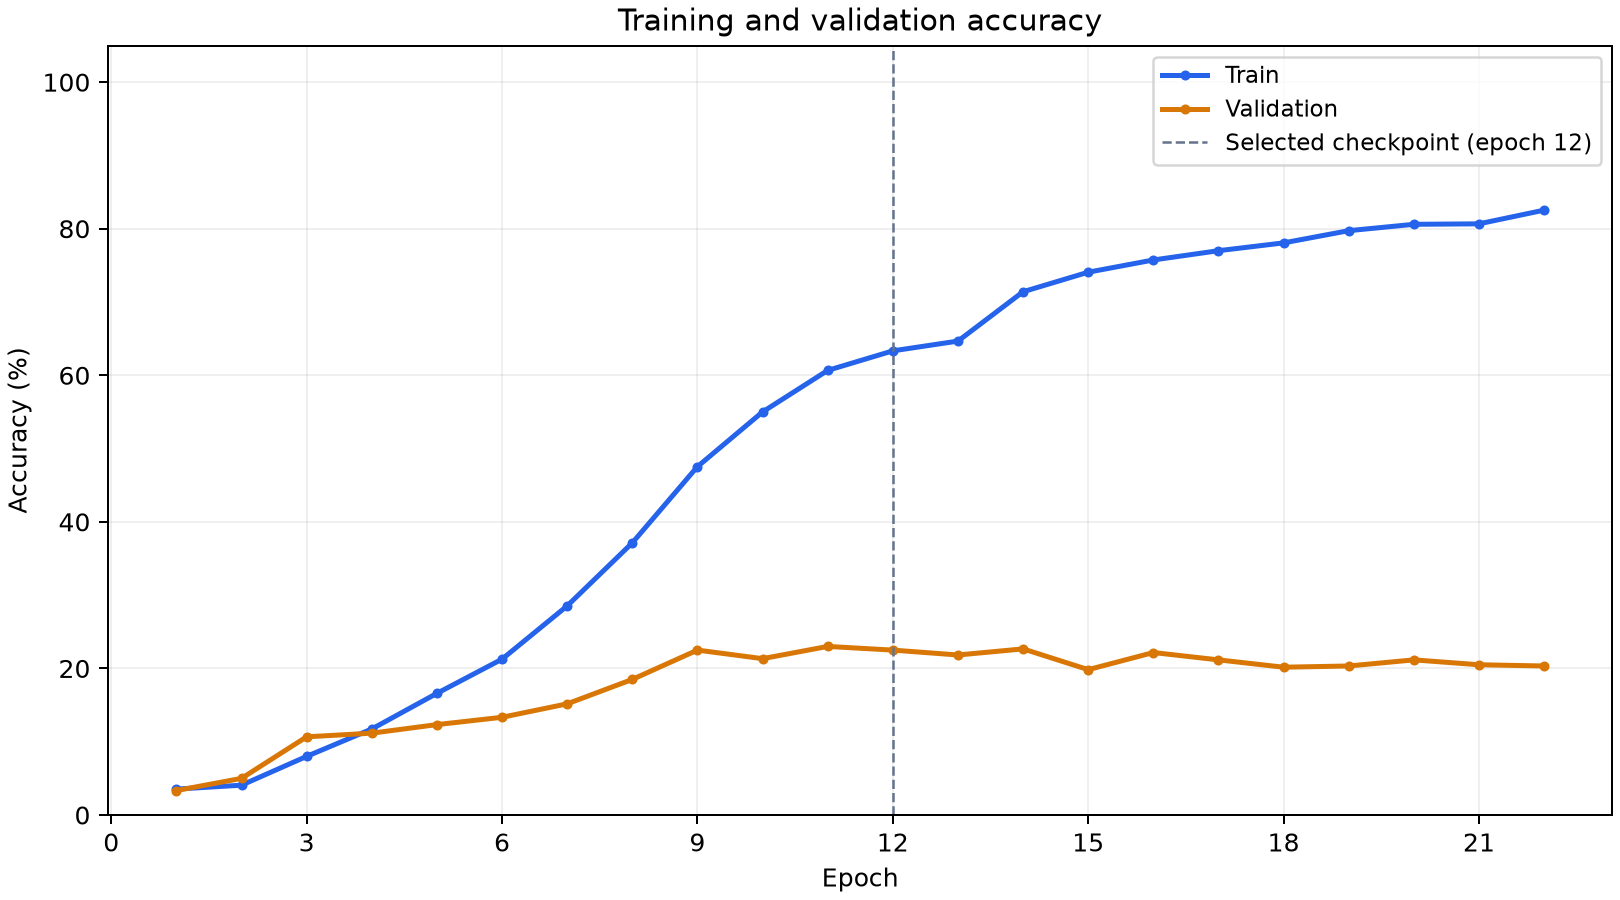 Training and validation accuracy
Train
Validation
Selected checkpoint (epoch 12)
Accuracy (%)
100
80
60
40
20
0
0 3 6 9 12 15 18 21
Epoch